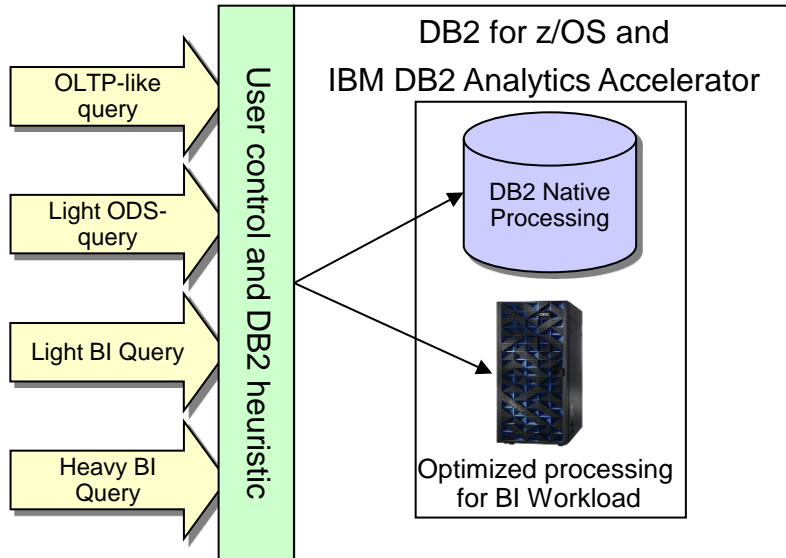 DB2 for z/OS and
IBM DB2 Analytics Accelerator
OLTP-like
query
Light ODS-
query
Light BI Query
Heavy BI
Query
User control and DB2 heuristic
DB2 Native
Processing
Optimized processing
for BI Workload